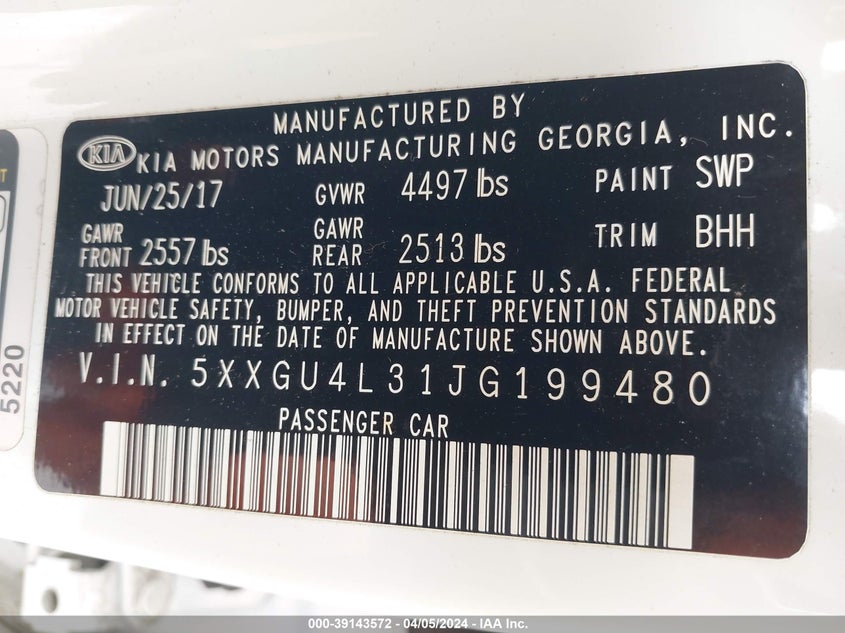 MANUFACTURED BY
KIA KIA MOTORS MANUFACTURING GEORGIA, INC.
JUN/25/17 GVWR 4497 lbs PAINT SWP
GAWR FRONT 2557 lbs GAWR REAR 2513 lbs TRIM BHH
THIS VEHICLE CONFORMS TO ALL APPLICABLE U.S.A. FEDERAL
MOTOR VEHICLE SAFETY, BUMPER, AND THEFT PREVENTION STANDARDS
IN EFFECT ON THE DATE OF MANUFACTURE SHOWN ABOVE.
V.I.N. 5XXGU4L31JG199480
PASSENGER CAR
5220
000-39143572 | 04/05/2024 - IAA Inc.